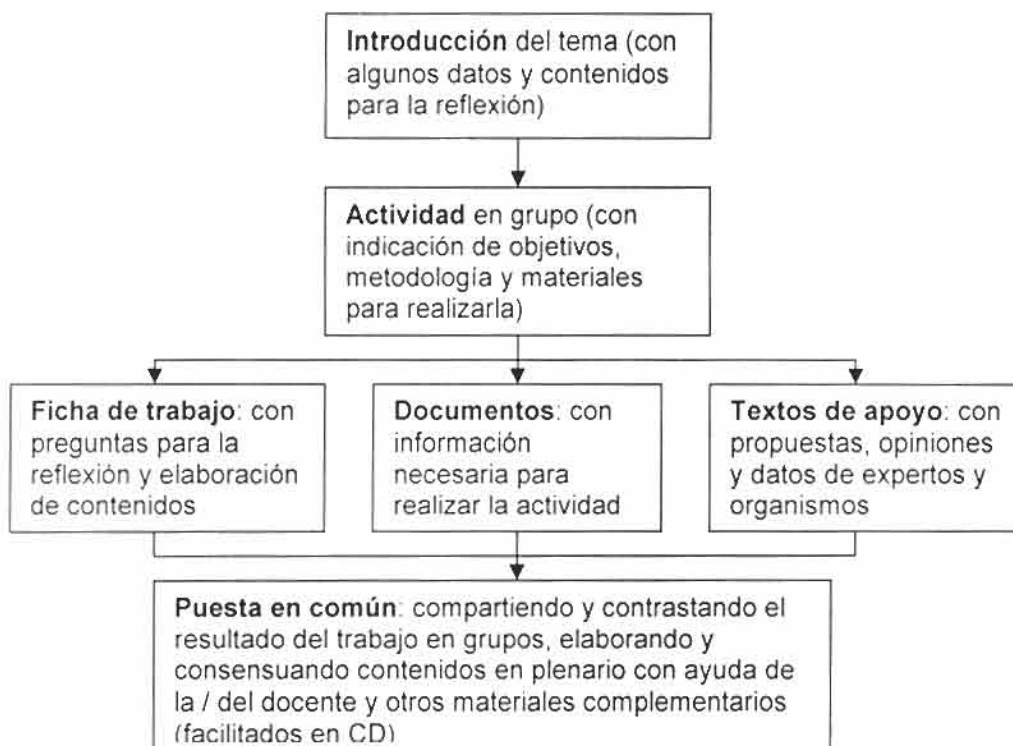 Introducción del tema (con
algunos datos y contenidos
para la reflexión)
Actividad en grupo (con
indicación de objetivos,
metodología y materiales
para realizarla)
Ficha de trabajo: con
preguntas para la
reflexión y elaboración
de contenidos
Documentos: con
información
necesaria para
realizar la actividad
Textos de apoyo: con
propuestas, opiniones
y datos de expertos y
organismos
Puesta en común: compartiendo y contrastando el
resultado del trabajo en grupos, elaborando y
consensuando contenidos en plenario con ayuda de
la / del docente y otros materiales complementarios
(facilitados en CD)